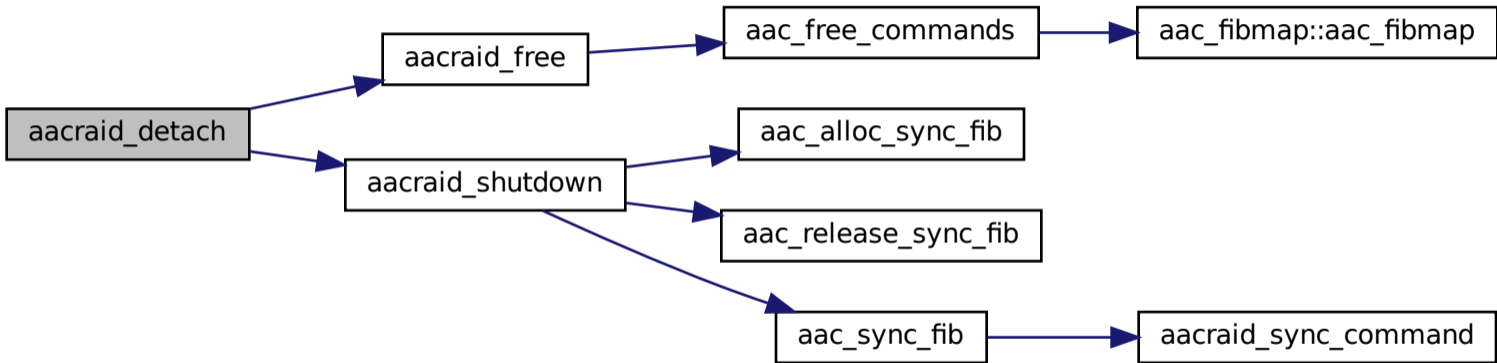 aac_free_commands
aac_fibmap::aac_fibmap
aacraid_free
aacraid_detach
aac_alloc_sync_fib
aacraid_shutdown
aac_release_sync_fib
aac_sync_fib
aacraid_sync_command